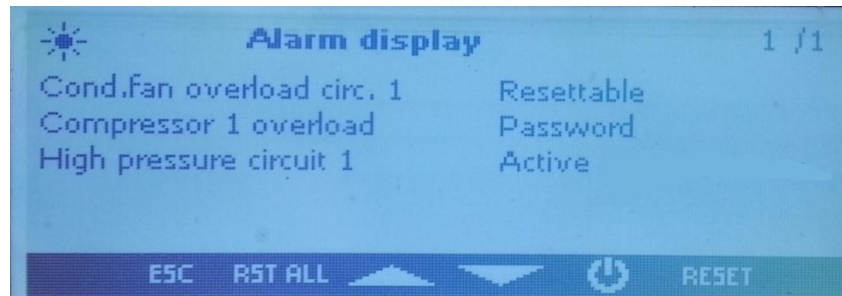 Alarm display 1 /1
Cond.fan overload circ. 1 Resettable
Compressor 1 overload Password
High pressure circuit 1 Active
ESC RST ALL RESET